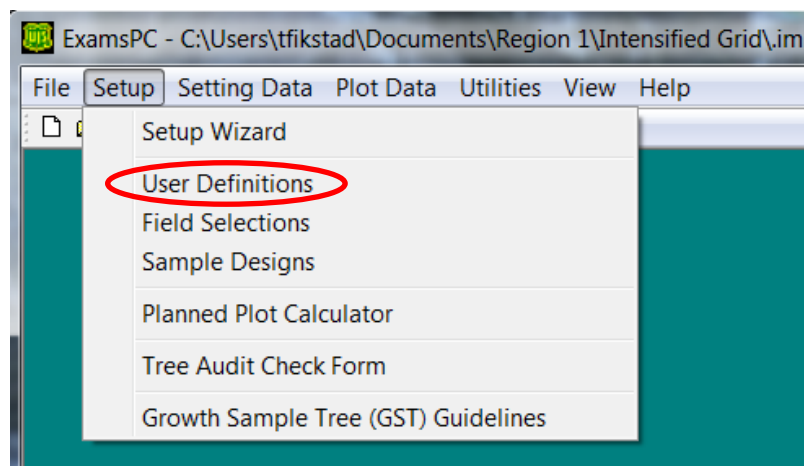 ExamsPC - C:\Users\tfikstad\Documents\Region 1\Intensified Grid\.im
File Setup Setting Data Plot Data Utilities View Help
Setup Wizard
User Definitions
Field Selections
Sample Designs
Planned Plot Calculator
Tree Audit Check Form
Growth Sample Tree (GST) Guidelines